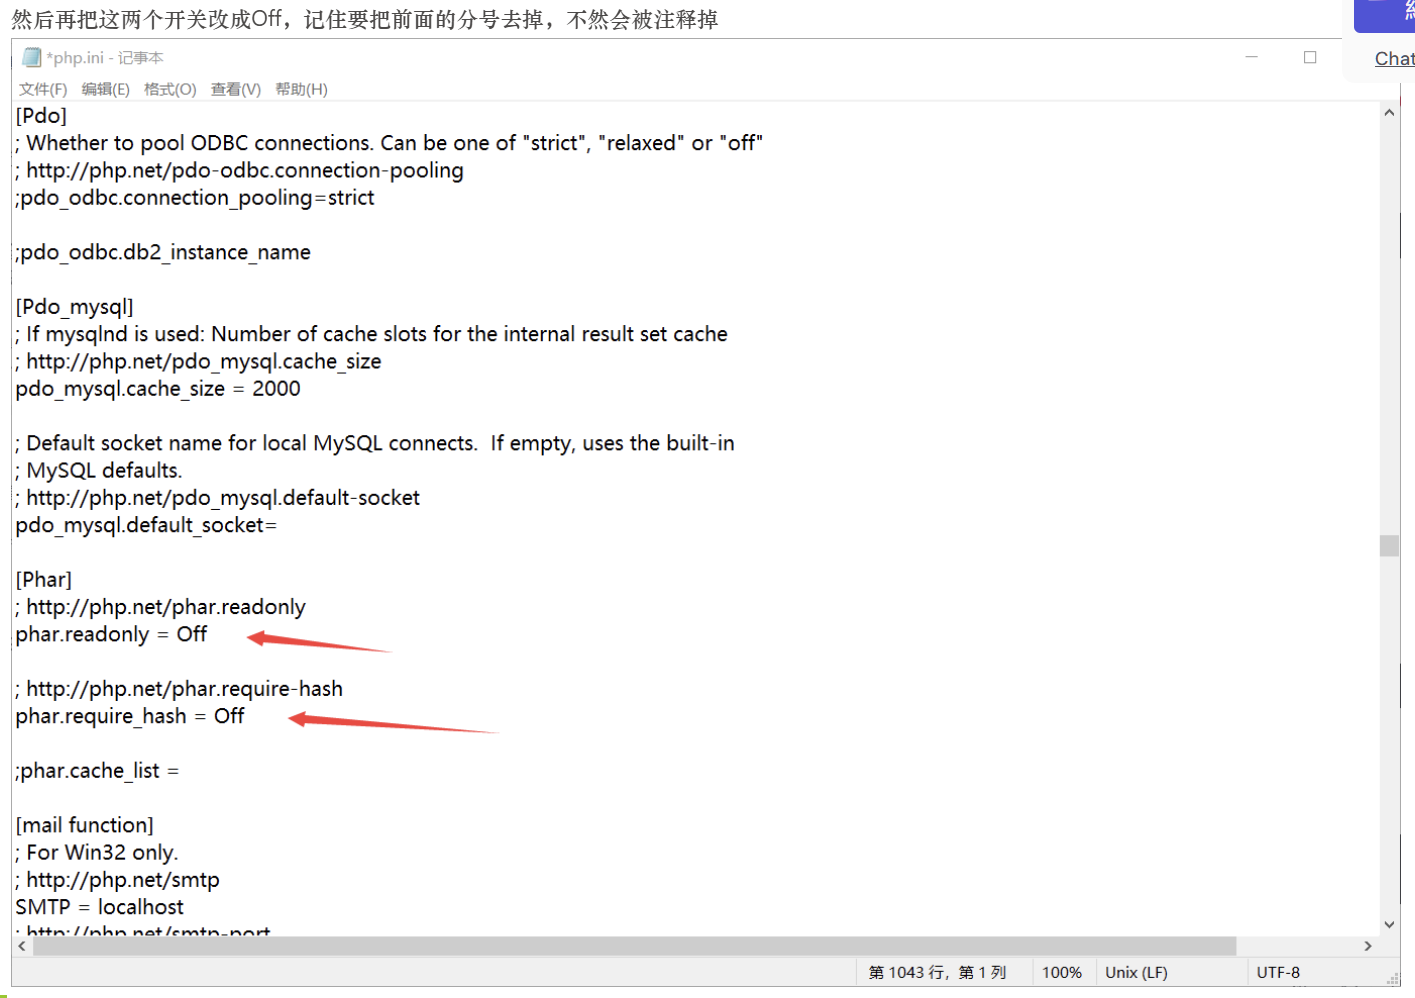 然后再把这两个开关改成Off，记住要把前面的分号去掉，不然会被注释掉
Chat
*php.ini - 记事本
文件(F) 编辑(E) 格式(O) 查看(V) 帮助(H)
[Pdo]
; Whether to pool ODBC connections. Can be one of "strict", "relaxed" or "off"
; http://php.net/pdo-odbc.connection-pooling
;pdo_odbc.connection_pooling=strict
;pdo_odbc.db2_instance_name
[Pdo_mysql]
; If mysqlnd is used: Number of cache slots for the internal result set cache
; http://php.net/pdo_mysql.cache_size
pdo_mysql.cache_size = 2000
; Default socket name for local MySQL connects.  If empty, uses the built-in
; MySQL defaults.
; http://php.net/pdo_mysql.default-socket
pdo_mysql.default_socket=
[Phar]
; http://php.net/phar.readonly
phar.readonly = Off
; http://php.net/phar.require-hash
phar.require_hash = Off
;phar.cache_list =
[mail function]
; For Win32 only.
; http://php.net/smtp
SMTP = localhost
; http://php.net/smtp-port
第 1043 行，第 1 列 100% Unix (LF) UTF-8